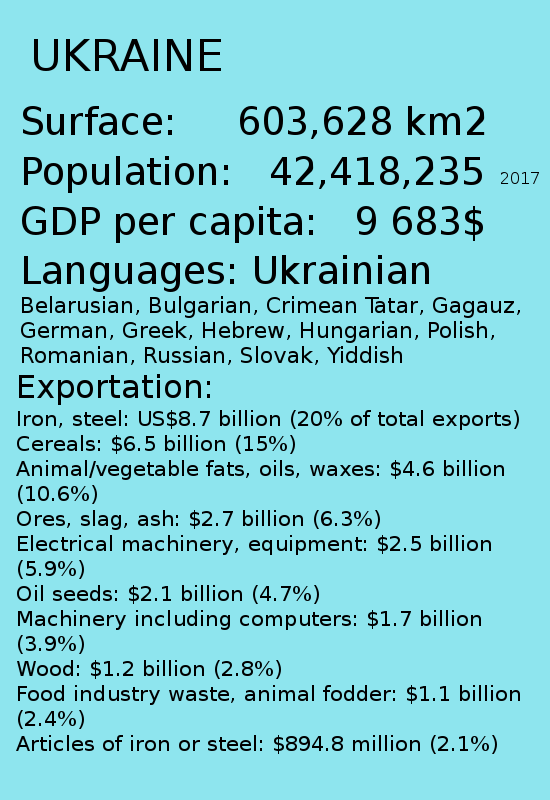 UKRAINE
Surface: 603,628 km2
Population: 42,418,235 2017
GDP per capita: 9 683$
Languages: Ukrainian
Belarusian, Bulgarian, Crimean Tatar, Gagauz,
German, Greek, Hebrew, Hungarian, Polish,
Romanian, Russian, Slovak, Yiddish
Exportation:
Iron, steel: US$8.7 billion (20% of total exports)
Cereals: $6.5 billion (15%)
Animal/vegetable fats, oils, waxes: $4.6 billion
(10.6%)
Ores, slag, ash: $2.7 billion (6.3%)
Electrical machinery, equipment: $2.5 billion
(5.9%)
Oil seeds: $2.1 billion (4.7%)
Machinery including computers: $1.7 billion
(3.9%)
Wood: $1.2 billion (2.8%)
Food industry waste, animal fodder: $1.1 billion
(2.4%)
Articles of iron or steel: $894.8 million (2.1%)